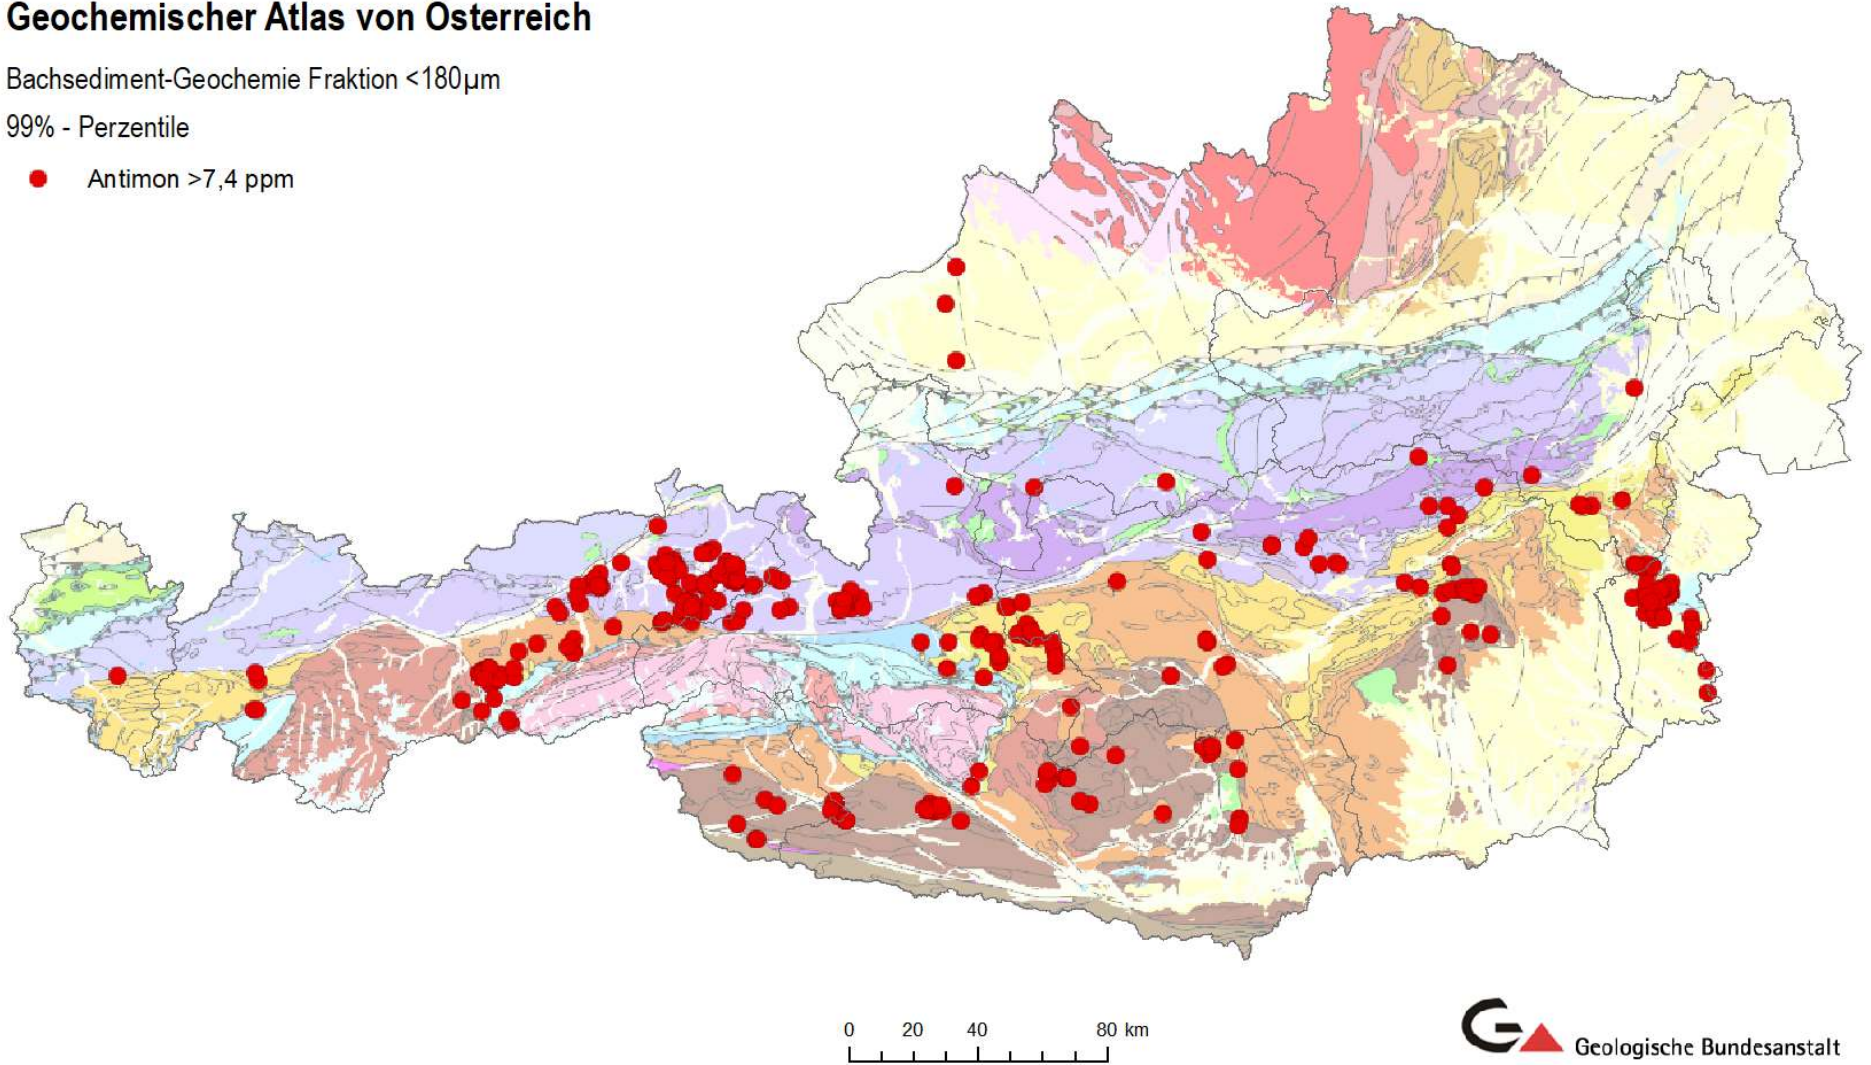 Geochemischer Atlas von Österreich
Bachsediment-Geochemie Fraktion <180µm
99% - Perzentile
Antimon >7,4 ppm
0 20 40 80 km
Geologische Bundesanstalt